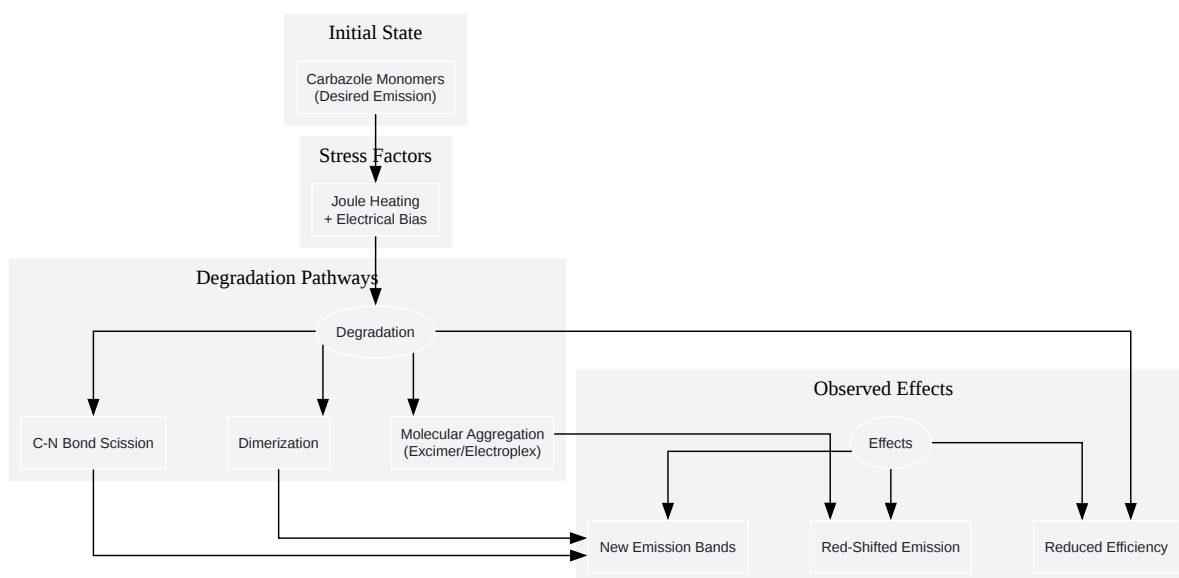 Initial State
Carbazole Monomers
(Desired Emission)
Stress Factors
Joule Heating
+ Electrical Bias
Degradation Pathways
Degradation
Observed Effects
C-N Bond Scission
Dimerization
Molecular Aggregation
(Excimer/Electroplex)
Effects
New Emission Bands
Red-Shifted Emission
Reduced Efficiency